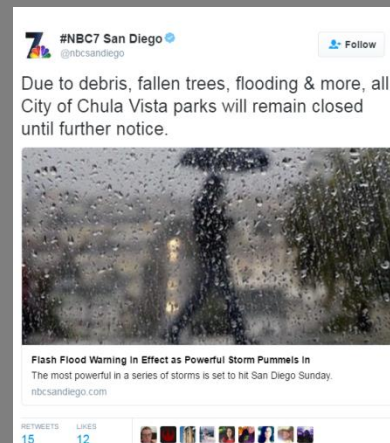 #NBC7 San Diego
@nbcsandiego
Follow
Due to debris, fallen trees, flooding & more, all
City of Chula Vista parks will remain closed
until further notice.
Flash Flood Warning In Effect as Powerful Storm Pummels in
The most powerful in a series of storms is set to hit San Diego Sunday.
nbcsandiego.com
RETWEETS LIKES
15 12